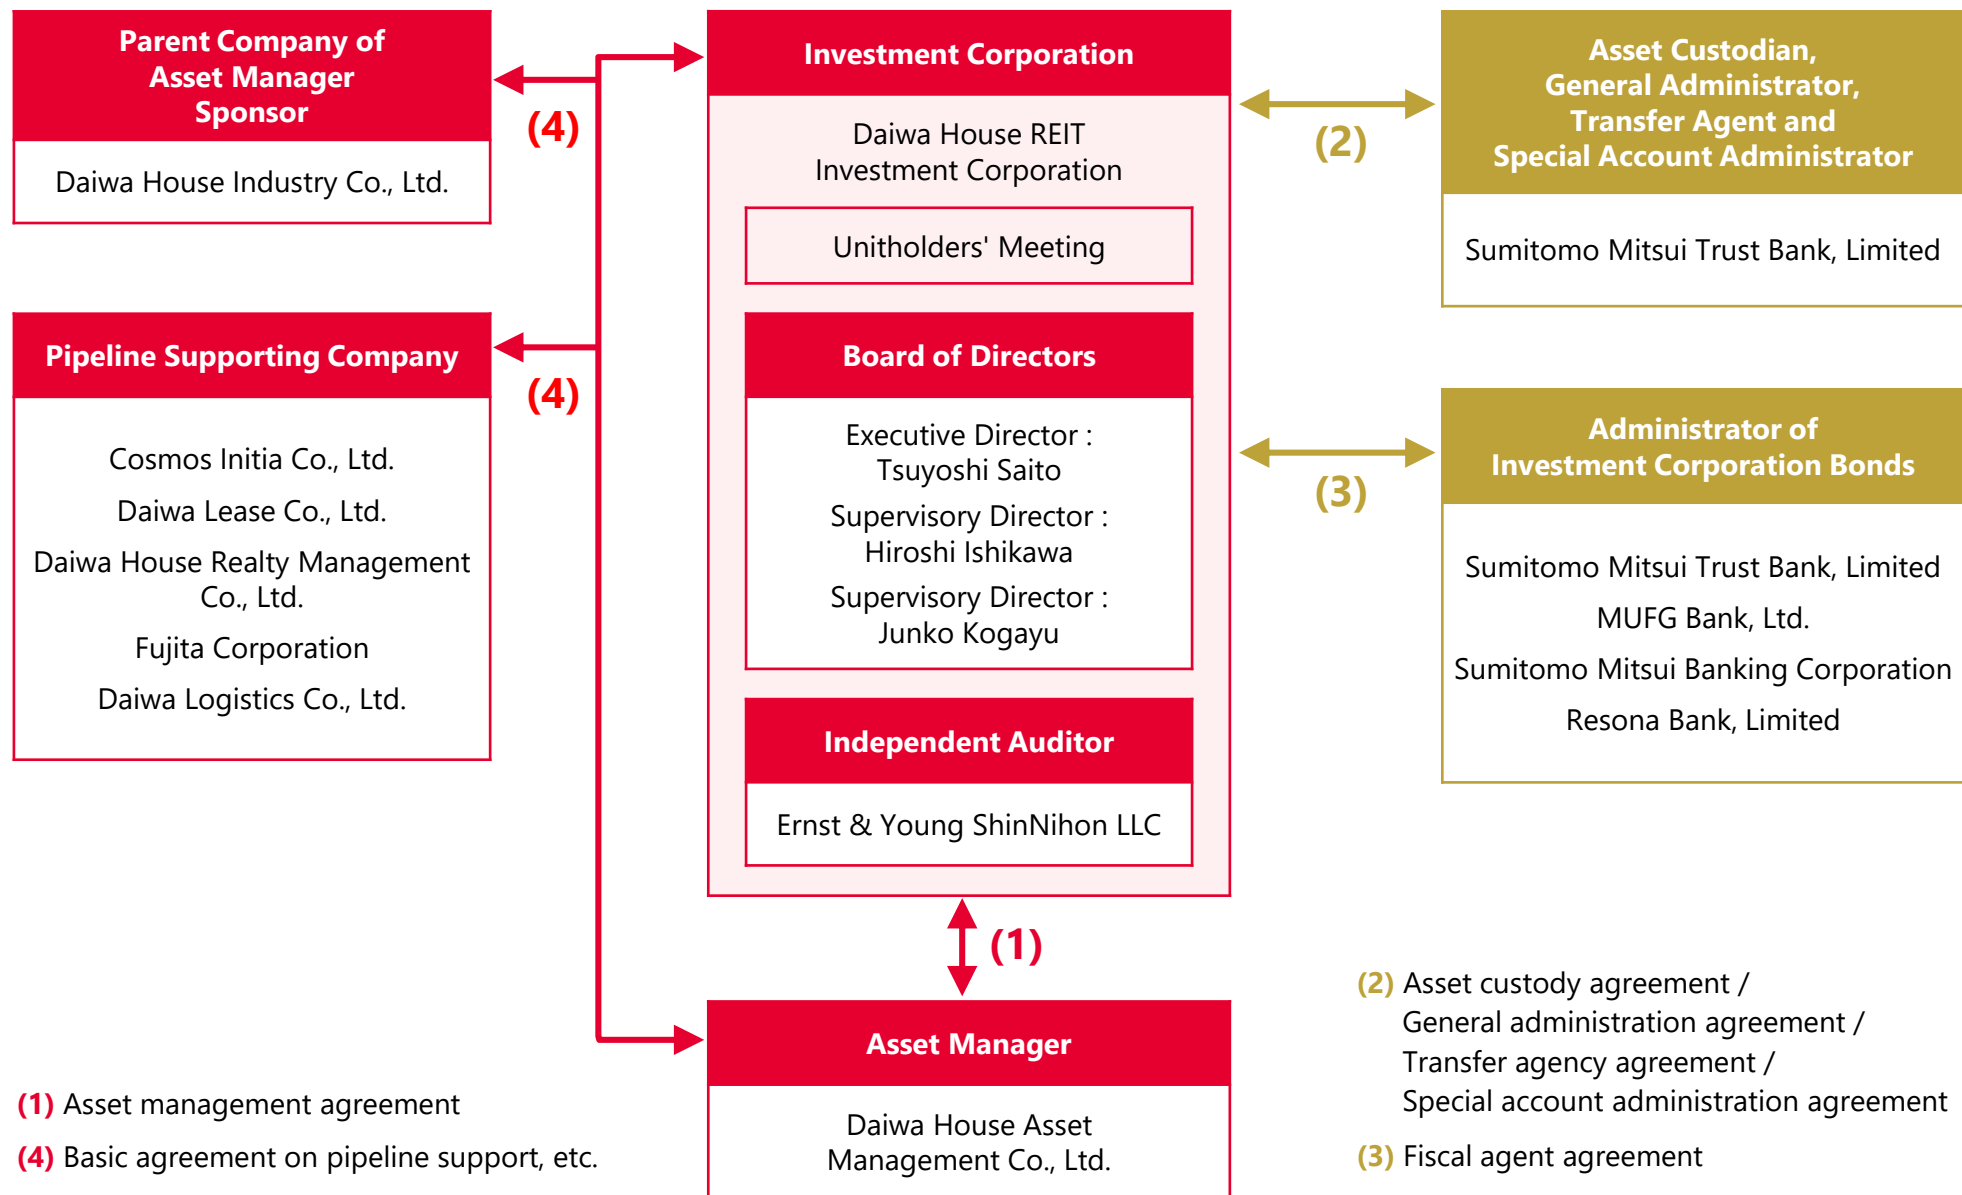 Parent Company of
Asset Manager
Sponsor
Daiwa House Industry Co., Ltd.
(4)
Pipeline Supporting Company
(4)
Cosmos Initia Co., Ltd.
Daiwa Lease Co., Ltd.
Daiwa House Realty Management
Co., Ltd.
Fujita Corporation
Daiwa Logistics Co., Ltd.
Investment Corporation
Daiwa House REIT
Investment Corporation
Unitholders' Meeting
Board of Directors
Executive Director :
Tsuyoshi Saito
Supervisory Director :
Hiroshi Ishikawa
Supervisory Director :
Junko Kogayu
Independent Auditor
Ernst & Young ShinNihon LLC
(1)
Asset Manager
Daiwa House Asset
Management Co., Ltd.
(2)
Asset Custodian,
General Administrator,
Transfer Agent and
Special Account Administrator
Sumitomo Mitsui Trust Bank, Limited
(3)
Administrator of
Investment Corporation Bonds
Sumitomo Mitsui Trust Bank, Limited
MUFG Bank, Ltd.
Sumitomo Mitsui Banking Corporation
Resona Bank, Limited
(1) Asset management agreement
(4) Basic agreement on pipeline support, etc.
(2) Asset custody agreement /
General administration agreement /
Transfer agency agreement /
Special account administration agreement
(3) Fiscal agent agreement